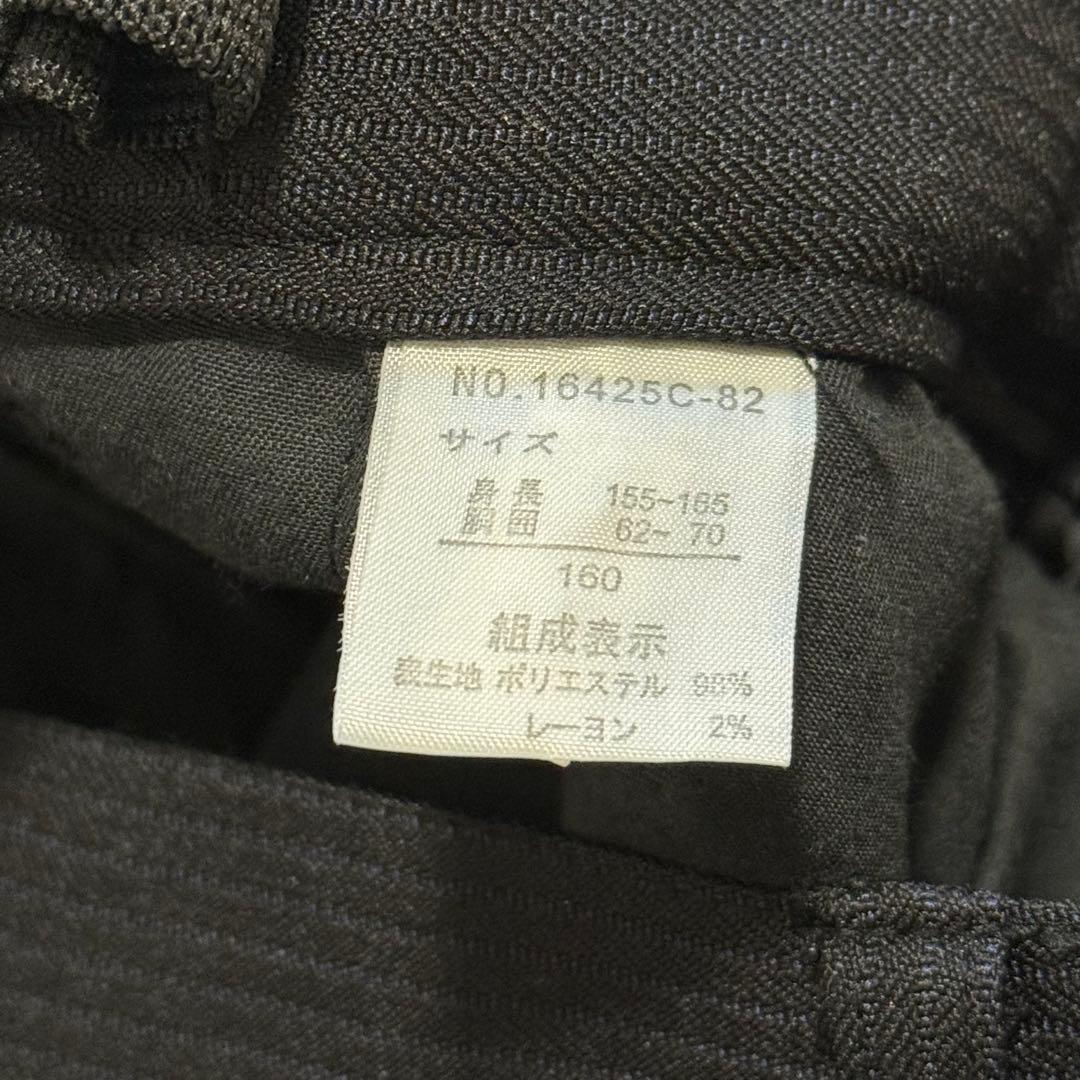 NO.16425C-82
サイズ
身長 155~165
胴囲 62~ 70
160
組成表示
表生地 ポリエステル 98%
レーヨン 2%